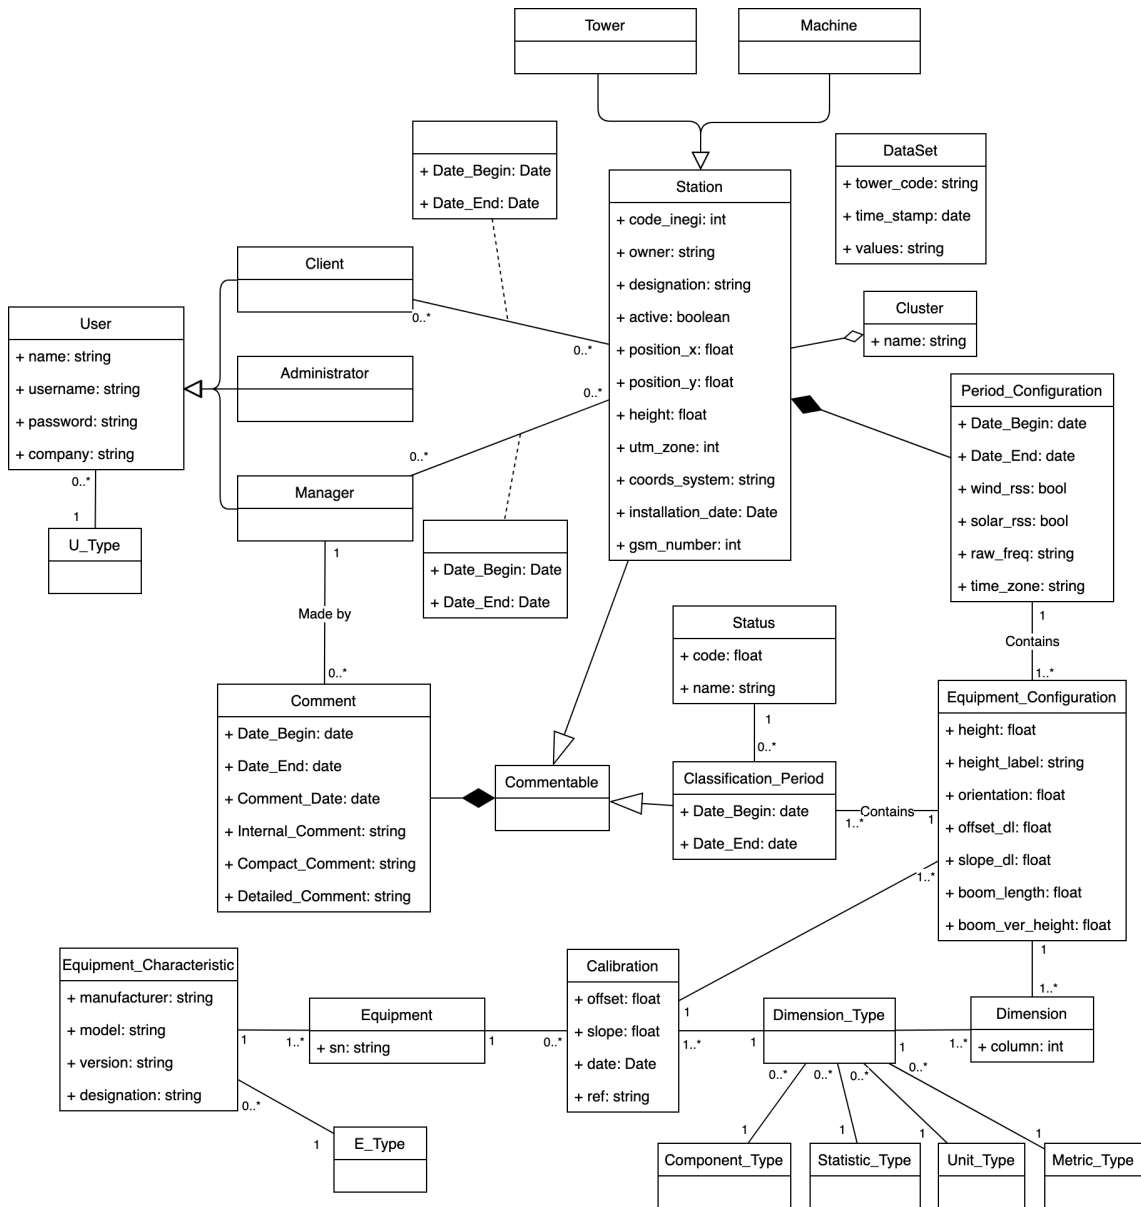 Tower
Machine
+ Date_Begin: Date
+ Date_End: Date
DataSet
+ tower_code: string
+ time_stamp: date
+ values: string
Station
+ code_inegi: int
+ owner: string
+ designation: string
+ active: boolean
+ position_x: float
+ position_y: float
+ height: float
+ utm_zone: int
+ coords_system: string
+ installation_date: Date
+ gsm_number: int
Client
0..*
0..*
Cluster
+ name: string
User
+ name: string
+ username: string
+ password: string
+ company: string
Administrator
0..*
0..*
Manager
Period_Configuration
+ Date_Begin: date
+ Date_End: date
+ wind_rss: bool
+ solar_rss: bool
+ raw_freq: string
+ time_zone: string
0..*
1
U_Type
+ Date_Begin: Date
+ Date_End: Date
1
Made by
0..*
1
Contains
1..*
Status
+ code: float
+ name: string
1
0..*
Comment
+ Date_Begin: date
+ Date_End: date
+ Comment_Date: date
+ Internal_Comment: string
+ Compact_Comment: string
+ Detailed_Comment: string
Commentable
Classification_Period
+ Date_Begin: date
+ Date_End: date
1..*
Contains
1
Equipment_Configuration
+ height: float
+ height_label: string
+ orientation: float
+ offset_dl: float
+ slope_dl: float
+ boom_length: float
+ boom_ver_height: float
1..*
1
1
1..*
Equipment_Characteristic
+ manufacturer: string
+ model: string
+ version: string
+ designation: string
1
1..*
Equipment
+ sn: string
1
0..*
Calibration
+ offset: float
+ slope: float
+ date: Date
+ ref: string
1..*
1
Dimension_Type
1
1..*
Dimension
+ column: int
0..*
1
E_Type
0..*
0..*
0..*
0..*
1
1
1
1
Component_Type
Statistic_Type
Unit_Type
Metric_Type